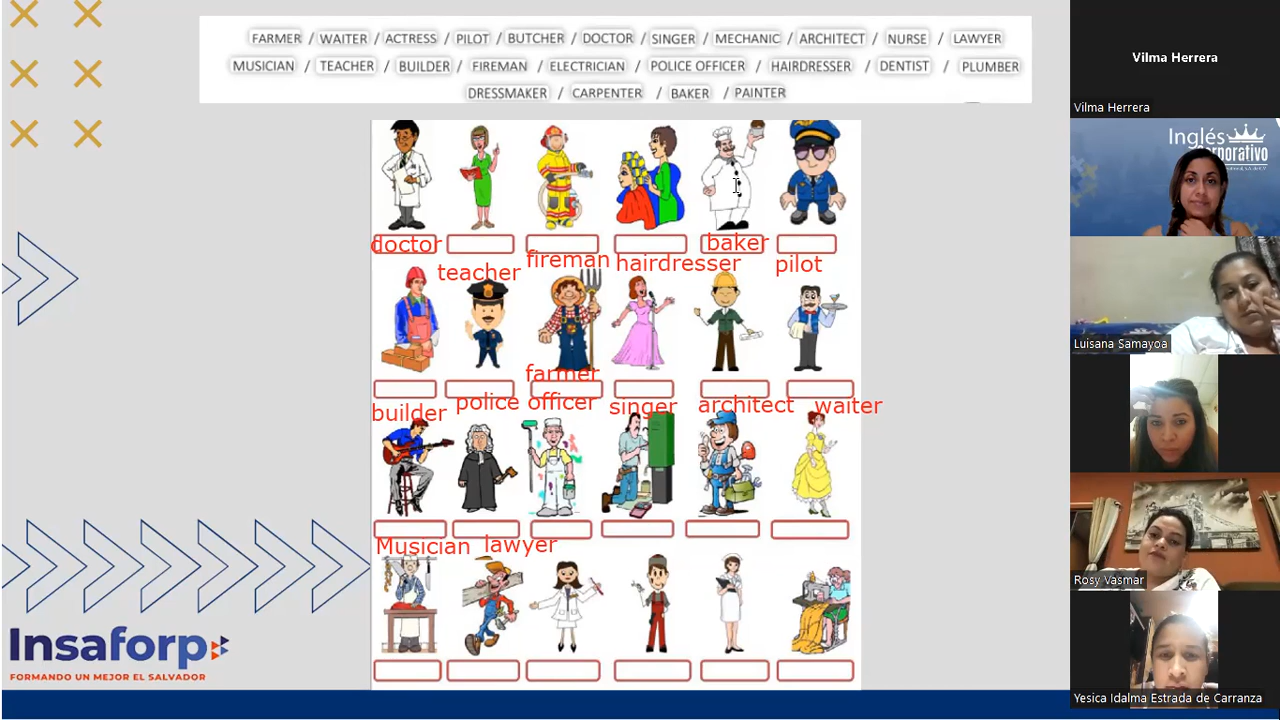 FARMER / WAITER / ACTRESS / PILOT / BUTCHER / DOCTOR / SINGER / MECHANIC / ARCHITECT / NURSE / LAWYER
MUSICIAN / TEACHER / BUILDER / FIREMAN / ELECTRICIAN / POLICE OFFICER / HAIRDRESSER / DENTIST / PLUMBER
DRESSMAKER / CARPENTER / BAKER / PAINTER
doctor
teacher
fireman
hairdresser
baker
pilot
builder
police officer
farmer
singer
architect
waiter
Musician
lawyer
Insaforp
FORMANDO UN MEJOR EL SALVADOR
Vilma Herrera
Vilma Herrera
Inglés
Corporativo
Luisana Samayoa
Rosy Vasmar
Yesica Idalma Estrada de Carranza